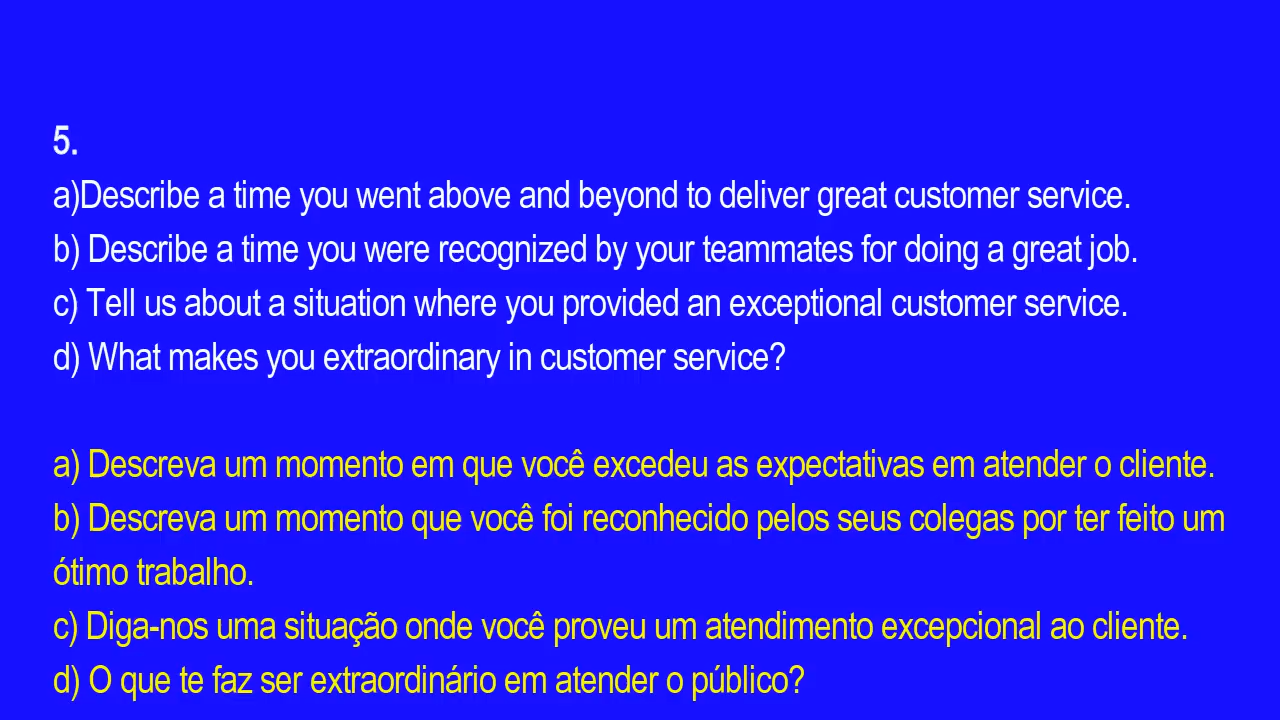 5.
a)Describe a time you went above and beyond to deliver great customer service.
b) Describe a time you were recognized by your teammates for doing a great job.
c) Tell us about a situation where you provided an exceptional customer service.
d) What makes you extraordinary in customer service?
a) Descreva um momento em que você excedeu as expectativas em atender o cliente.
b) Descreva um momento que você foi reconhecido pelos seus colegas por ter feito um
ótimo trabalho.
c) Diga-nos uma situação onde você proveu um atendimento excepcional ao cliente.
d) O que te faz ser extraordinário em atender o público?